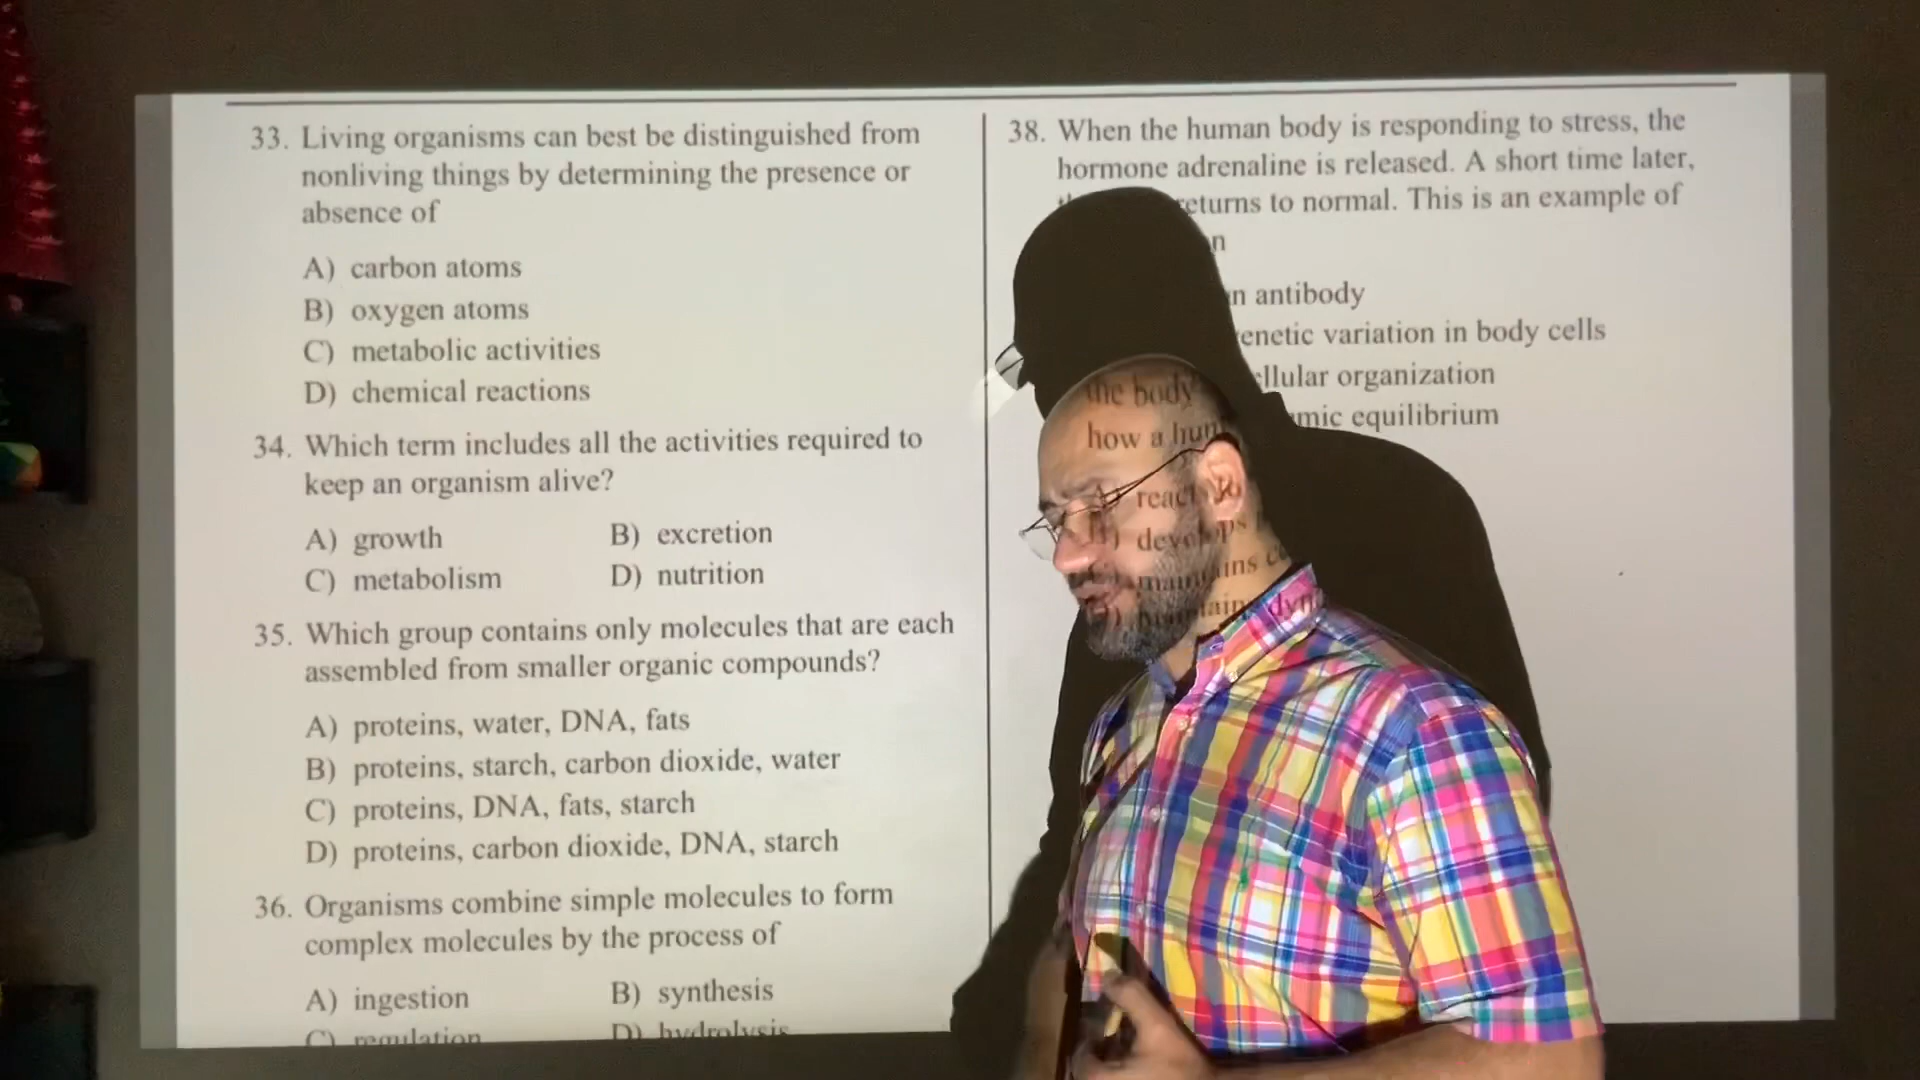 33. Living organisms can best be distinguished from
nonliving things by determining the presence or
absence of
A) carbon atoms
B) oxygen atoms
C) metabolic activities
D) chemical reactions
34. Which term includes all the activities required to
keep an organism alive?
A) growth B) excretion
C) metabolism D) nutrition
35. Which group contains only molecules that are each
assembled from smaller organic compounds?
A) proteins, water, DNA, fats
B) proteins, starch, carbon dioxide, water
C) proteins, DNA, fats, starch
D) proteins, carbon dioxide, DNA, starch
36. Organisms combine simple molecules to form
complex molecules by the process of
A) ingestion B) synthesis
C) regulation D) hydrolysis
38. When the human body is responding to stress, the
hormone adrenaline is released. A short time later,
the body returns to normal. This is an example of
how a
antibody
variation in body cells
organization
equilibrium